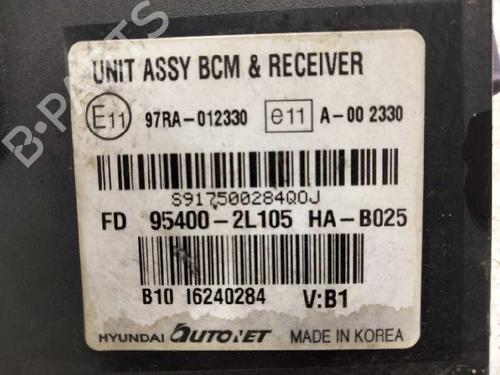 UNIT ASSY BCM & RECEIVER
E11 97RA-012330 e11 A-00 2330
S917500284Q0J
FD 95400-2L105 HA-B025
B10 I6240284 V:B1
HYUNDAI AUTONET MADE IN KOREA
B-PARTS